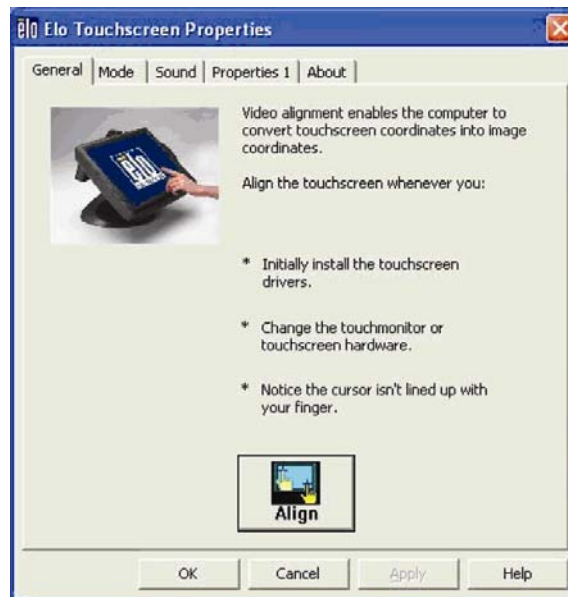 elo Elo Touchscreen Properties
General Mode Sound Properties 1 About
Video alignment enables the computer to
convert touchscreen coordinates into image
coordinates.
Align the touchscreen whenever you:
* Initially install the touchscreen
drivers.
* Change the touchmonitor or
touchscreen hardware.
* Notice the cursor isn't lined up with
your finger.
elo
Align
OK Cancel Apply Help